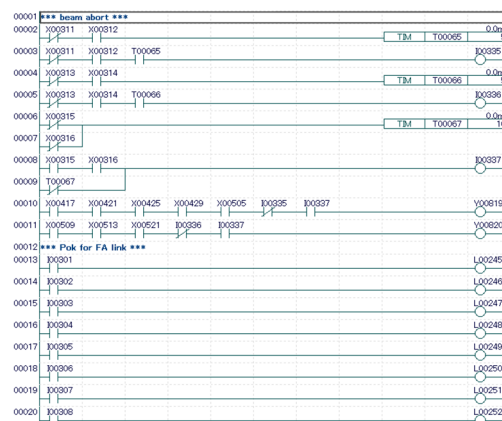 00001 *** beam abort ***
00002 X00311 X00312 0.0m
TIM T00065
00003 X00311 X00312 T00065 I00335
00004 X00313 X00314 0.0m
TIM T00066
00005 X00313 X00314 T00066 I00336
00006 X00315 0.0m
TIM T00067 10
00007 X00316
00008 X00315 X00316 I00337
00009 T00067
00010 X00417 X00421 X00425 X00429 X00505 I00335 I00337 Y00819
00011 X00509 X00513 X00521 I00336 I00337 Y00820
00012 *** Pok for FA link ***
00013 I00301 L00245
00014 I00302 L00246
00015 I00303 L00247
00016 I00304 L00248
00017 I00305 L00249
00018 I00306 L00250
00019 I00307 L00251
00020 I00308 L00252